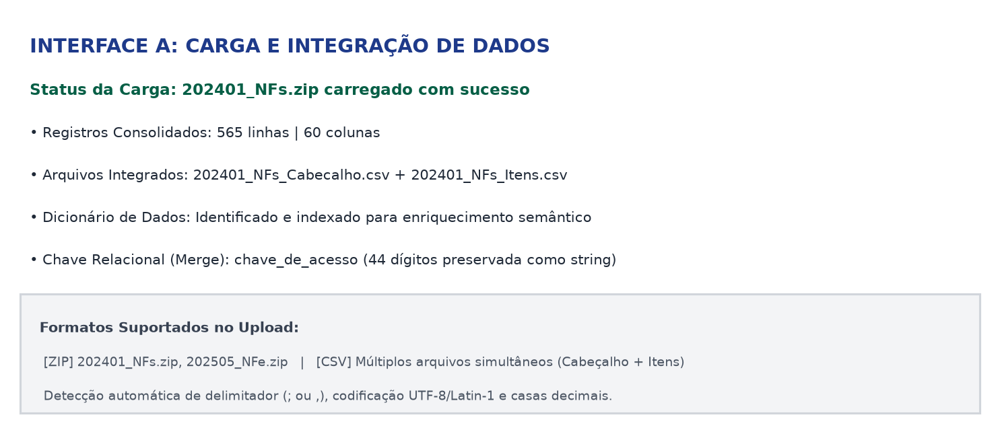 INTERFACE A: CARGA E INTEGRAÇÃO DE DADOS
Status da Carga: 202401_NFs.zip carregado com sucesso
• Registros Consolidados: 565 linhas | 60 colunas
• Arquivos Integrados: 202401_NFs_Cabecalho.csv + 202401_NFs_Itens.csv
• Dicionário de Dados: Identificado e indexado para enriquecimento semântico
• Chave Relacional (Merge): chave_de_acesso (44 dígitos preservada como string)
Formatos Suportados no Upload:
[ZIP] 202401_NFs.zip, 202505_NFe.zip | [CSV] Múltiplos arquivos simultâneos (Cabeçalho + Itens)
Detecção automática de delimitador (; ou ,), codificação UTF-8/Latin-1 e casas decimais.